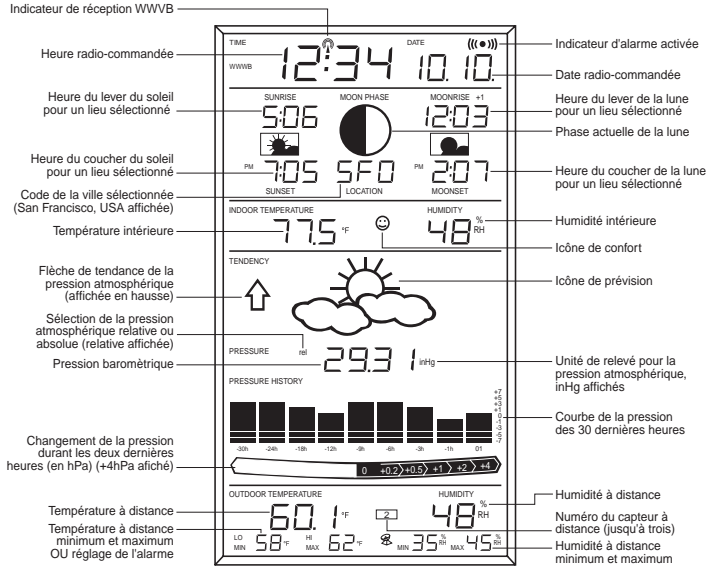 Indicateur de réception WWVB
Heure radio-commandée
Heure du lever du soleil
pour un lieu sélectionné
Heure du coucher du soleil
pour un lieu sélectionné
Code de la ville sélectionnée
(San Francisco, USA affichée)
Température intérieure
Flèche de tendance de la
pression atmosphérique
(affichée en hausse)
Sélection de la pression
atmosphérique relative ou
absolue (relative affichée)
Pression baromètrique
Changement de la pression
durant les deux dernières
heures (en hPa) (+4hPa afiché)
Température à distance
Température à distance
minimum et maximum
OU réglage de l'alarme
TIME
DATE
WWWB
12:34
10. 10.
SUNRISE
MOON PHASE
MOONRISE +1
5:06
12:03
PM 7:05
SFO
PM 2:07
SUNSET
LOCATION
MOONSET
INDOOR TEMPERATURE
HUMIDITY
77.5 °F
48 % RH
TENDENCY
PRESSURE
rel
29.31 inHg
PRESSURE HISTORY
+7
+5
+3
+1
0
-1
-3
-5
-7
-30h -24h -18h -12h -9h -6h -3h -1h 01
0 +0.2 +0.5 +1 +2 +4
OUTDOOR TEMPERATURE
HUMIDITY
60.1 °F
2
48 % RH
LO MIN 58 °F
HI MAX 62 °F
MIN 35 % RH
MAX 45 % RH
Indicateur d'alarme activée
Date radio-commandée
Heure du lever de la lune
pour un lieu sélectionné
Phase actuelle de la lune
Heure du coucher de la lune
pour un lieu sélectionné
Humidité intérieure
Icône de confort
Icône de prévision
Unité de relevé pour la
pression atmosphérique,
inHg affichés
Courbe de la pression
des 30 dernières heures
Humidité à distance
Numéro du capteur à
distance (jusqu'à trois)
Humidité à distance
minimum et maximum